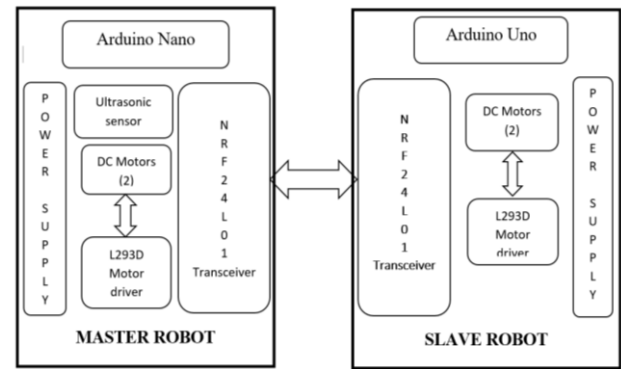 Arduino Nano
P
O
W
E
R
S
U
P
P
L
Y
Ultrasonic
sensor
DC Motors
(2)
L293D
Motor
driver
N
R
F
2
4
L
0
1
Transceiver
MASTER ROBOT
Arduino Uno
N
R
F
2
4
L
0
1
Transceiver
DC Motors
(2)
L293D
Motor
driver
P
O
W
E
R
S
U
P
P
L
Y
SLAVE ROBOT